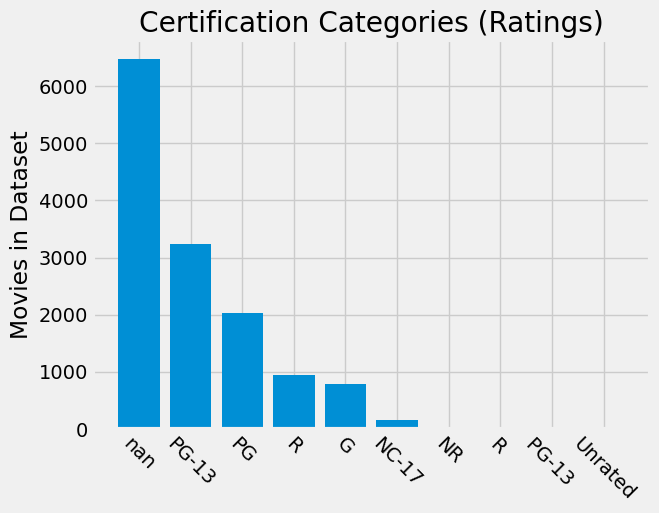 Certification Categories (Ratings)
Movies in Dataset
6000
5000
4000
3000
2000
1000
0
nan
PG-13
PG
R
G
NC-17
NR
R
PG-13
Unrated